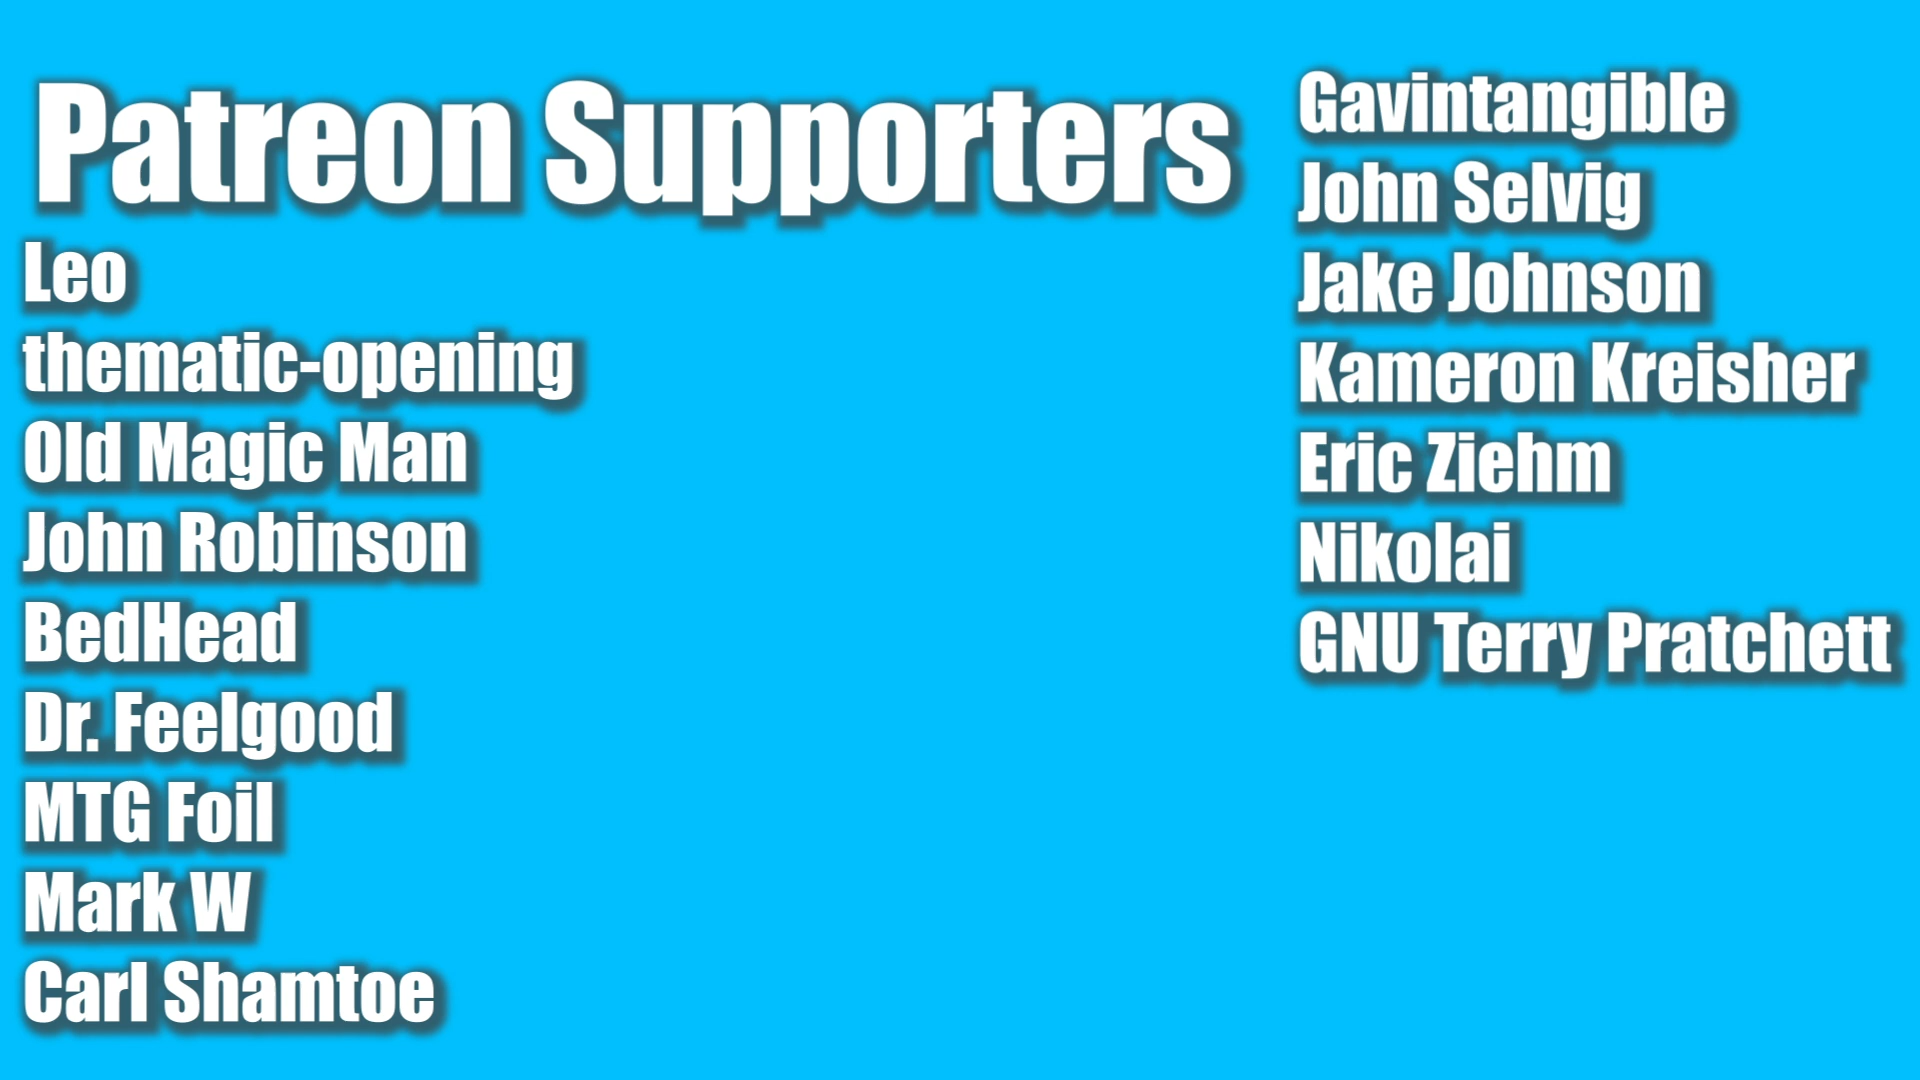 Patreon Supporters
Leo
thematic-opening
Old Magic Man
John Robinson
BedHead
Dr. Feelgood
MTG Foil
Mark W
Carl Shamtoe
Gavintangible
John Selvig
Jake Johnson
Kameron Kreisher
Eric Ziehm
Nikolai
GNU Terry Pratchett